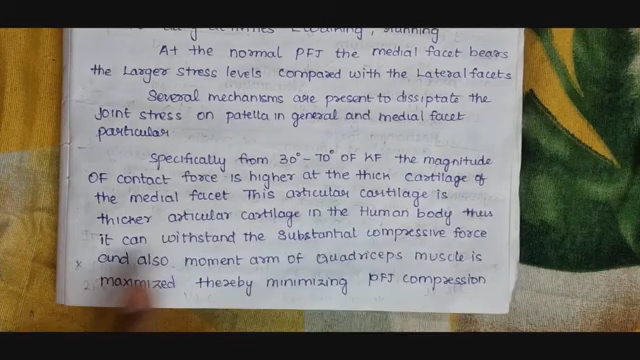 activities (walking, running
At the normal PFJ the medial facet bears
the Larger Stress levels compared with the Lateral facets
Several mechanisms are present to dissiptate the
joint stress on patella in general and medial facet
particular
Specifically from 30° - 70° OF KF the magnitude
OF contact force is higher at the thick cartilage of
the medial facet This articular cartilage is
thicker articular cartilage in the Human body thus
it can withstand the substantial compressive force
and also moment arm of Quadriceps muscle is
maximized thereby minimizing PFJ compression